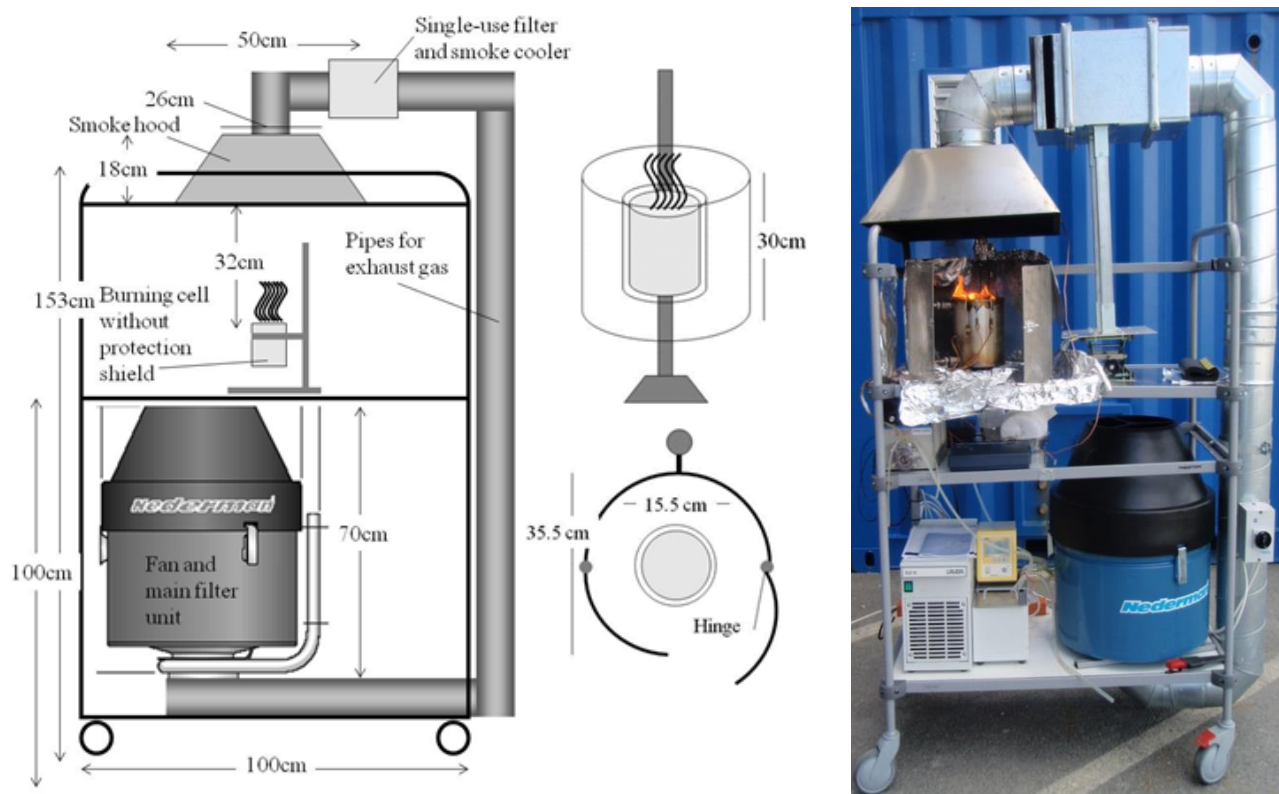 50cm
Single-use filter
and smoke cooler
26cm
Smoke hood
18cm
32cm
Pipes for
exhaust gas
153cm
Burning cell
without
protection
shield
Nederman
70cm
Fan and
main filter
unit
100cm
100cm
30cm
15.5 cm
35.5 cm
Hinge
LAUDA
Nederman